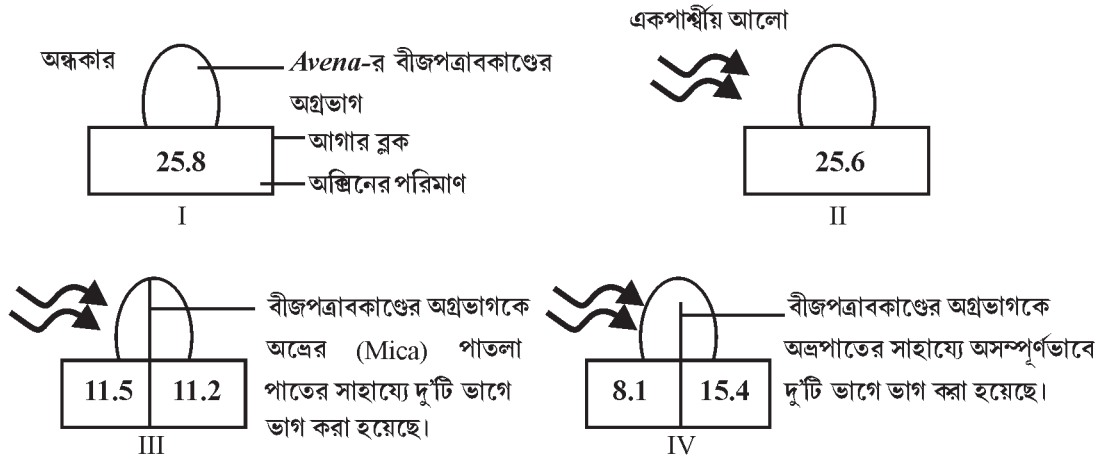 একপার্শ্বীয় আলো
অন্ধকার
Avena-র বীজপত্রাবকাণ্ডের
অগ্রভাগ
আগার ব্লক
25.8
অক্সিনের পরিমাণ
I
25.6
II
বীজপত্রাবকাণ্ডের অগ্রভাগকে
অভ্রের (Mica) পাতলা
পাতের সাহায্যে দু'টি ভাগে
ভাগ করা হয়েছে।
11.5 11.2
III
বীজপত্রাবকাণ্ডের অগ্রভাগকে
অভ্রপাতের সাহায্যে অসম্পূর্ণভাবে
দু'টি ভাগে ভাগ করা হয়েছে।
8.1 15.4
IV